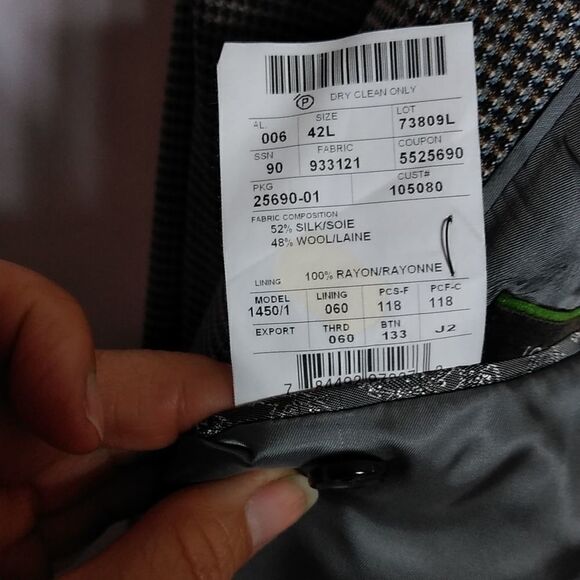 P
DRY CLEAN ONLY
AL 006 SIZE 42L LOT 73809L
SSN 90 FABRIC 933121 COUPON 5525690
PKG 25690-01 CUST# 105080
FABRIC COMPOSITION
52% SILK/SOIE
48% WOOL/LAINE
LINING 100% RAYON/RAYONNE
MODEL 1450/1 LINING 060 PCS-F 118 PCF-C 118
EXPORT THRD 060 BTN 133 J2